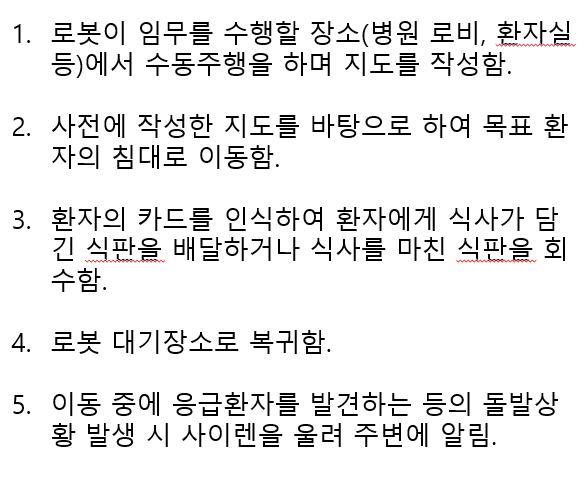 1. 로봇이 임무를 수행할 장소(병원 로비, 환자실
등)에서 수동주행을 하며 지도를 작성함.
2. 사전에 작성한 지도를 바탕으로 하여 목표 환
자의 침대로 이동함.
3. 환자의 카드를 인식하여 환자에게 식사가 담
긴 식판을 배달하거나 식사를 마친 식판을 회
수함.
4. 로봇 대기장소로 복귀함.
5. 이동 중에 응급환자를 발견하는 등의 돌발상
황 발생 시 사이렌을 울려 주변에 알림.